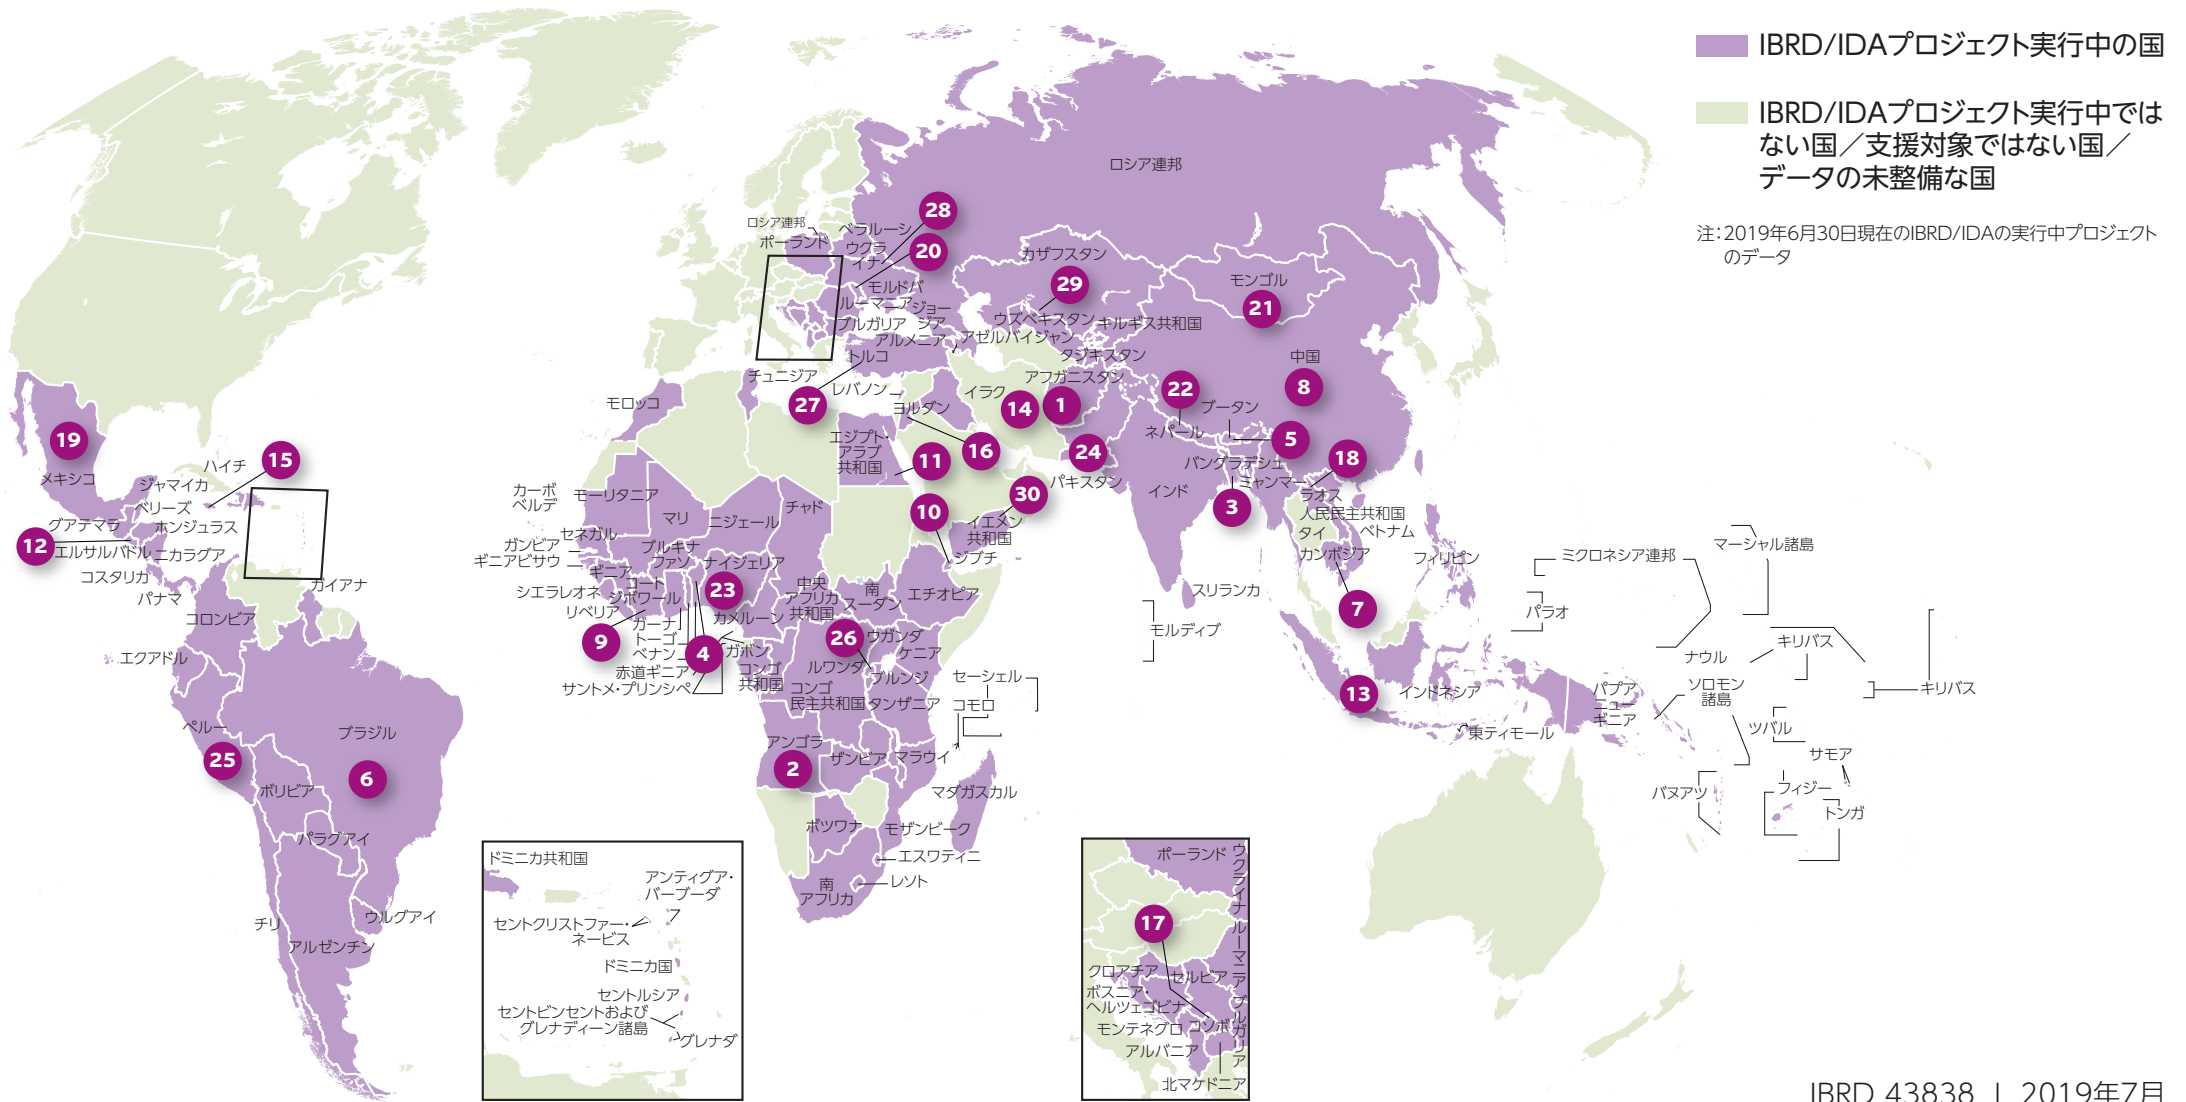 IBRD/IDAプロジェクト実行中の国
IBRD/IDAプロジェクト実行中では
ない国／支援対象ではない国／
データの未整備な国
注：2019年6月30日現在のIBRD/IDAの実行中プロジェクト
のデータ
ロシア連邦
28
ロシア連邦
ベラルーシ
ポーランド
ウクラ
イナ
20
カザフスタン
29
モンゴル
21
モルドバ
ルーマニア
ジョー
ジア
ブルガリア
アルメニア
アゼルバイジャン
ウズベキスタン
キルギス共和国
タジキスタン
トルコ
中国
8
チュニジア
レバノン
27
イラク
14
アフガニスタン
1
22
モロッコ
ヨルダン
ブータン
ネパール
5
19
メキシコ
ハイチ
15
エジプト・
アラブ
共和国
11
16
24
パキスタン
バングラデシュ
18
ミャンマー
ラオス
人民民主共和国
ジャマイカ
ベリーズ
グアテマラ
ホンジュラス
12
エルサルバドル
ニカラグア
コスタリカ
パナマ
ガイアナ
コロンビア
エクアドル
カーボ
ベルデ
モーリタニア
マリ
ニジェール
チャド
10
30
イエメン
共和国
ジブチ
インド
3
タイ
ベトナム
カンボジア
フィリピン
7
ミクロネシア連邦
マーシャル諸島
パラオ
セネガル
ガンビア
ギニアビサウ
ギニア
シエラレオネ
リベリア
ブルキナ
ファソ
コート
ジボワール
ナイジェリア
23
9
ガーナ
トーゴ
ベナン
4
赤道ギニア
サントメ・プリンシペ
カメルーン
ガボン
コンゴ
共和国
中央
アフリカ
共和国
南
スーダン
エチオピア
26
ウガンダ
ケニア
ルワンダ
ブルンジ
コンゴ
民主共和国
タンザニア
セーシェル
コモロ
スリランカ
モルディブ
13
インドネシア
東ティモール
パプア
ニュー
ギニア
ナウル
キリバス
キリバス
ソロモン
諸島
ツバル
サモア
バヌアツ
フィジー
トンガ
ペルー
25
ブラジル
6
ボリビア
パラグアイ
チリ
ウルグアイ
アルゼンチン
アンゴラ
2
ザンビア
マラウイ
マダガスカル
ボツワナ
モザンビーク
エスワティニ
レソト
南
アフリカ
ドミニカ共和国
アンティグア・
バーブーダ
セントクリストファー・
ネービス
ドミニカ国
セントルシア
セントビンセントおよび
グレナディーン諸島
グレナダ
ポーランド
ウクライナ
17
ルーマニア
クロアチア
セルビア
ボスニア・
ヘルツェゴビナ
ブルガリア
モンテネグロ
コソボ
アルバニア
北マケドニア
IBRD 43838 | 2019年7月